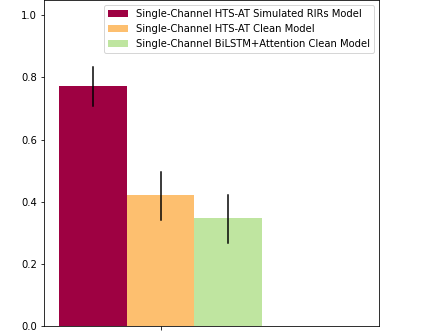 Single-Channel HTS-AT Simulated RIRs Model
Single-Channel HTS-AT Clean Model
Single-Channel BiLSTM+Attention Clean Model
1.0
0.8
0.6
0.4
0.2
0.0